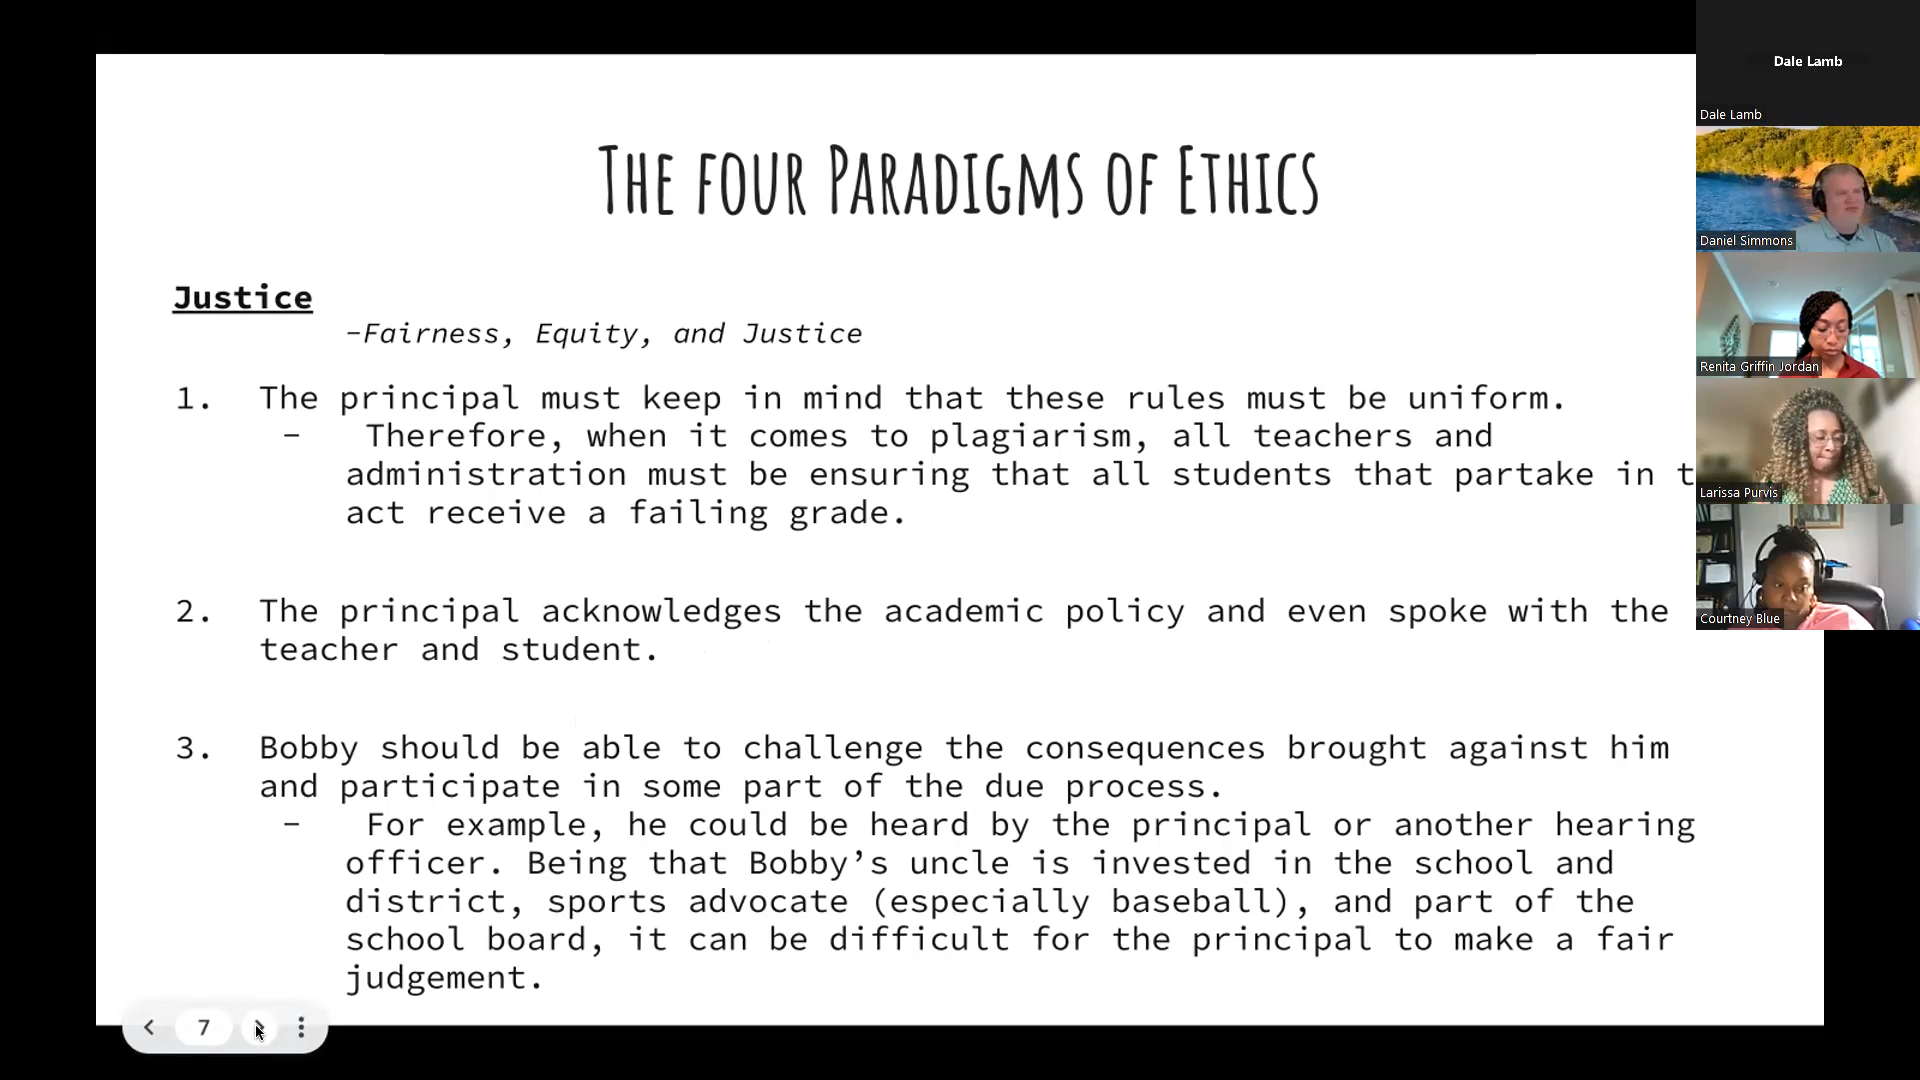 The four Paradigms of Ethics
Justice
–Fairness, Equity, and Justice
1. The principal must keep in mind that these rules must be uniform.
– Therefore, when it comes to plagiarism, all teachers and
administration must be ensuring that all students that partake in
act receive a failing grade.
2. The principal acknowledges the academic policy and even spoke with the
teacher and student.
3. Bobby should be able to challenge the consequences brought against him
and participate in some part of the due process.
– For example, he could be heard by the principal or another hearing
officer. Being that Bobby’s uncle is invested in the school and
district, sports advocate (especially baseball), and part of the
school board, it can be difficult for the principal to make a fair
judgement.
7
Dale Lamb
Dale Lamb
Daniel Simmons
Renita Griffin Jordan
Larissa Purvis
Courtney Blue